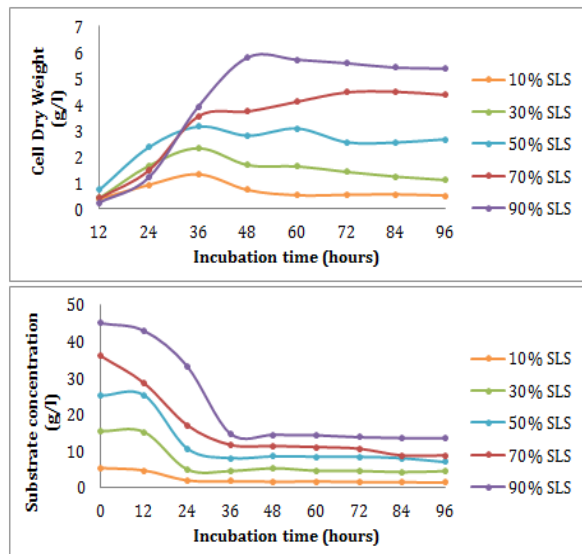 7
6
5
4
3
2
1
0
Cell Dry Weight
(g/l)
12 24 36 48 60 72 84 96
Incubation time (hours)
10% SLS
30% SLS
50% SLS
70% SLS
90% SLS
50
40
30
20
10
0
Substrate concentration
(g/l)
0 12 24 36 48 60 72 84 96
Incubation time (hours)
10% SLS
30% SLS
50% SLS
70% SLS
90% SLS